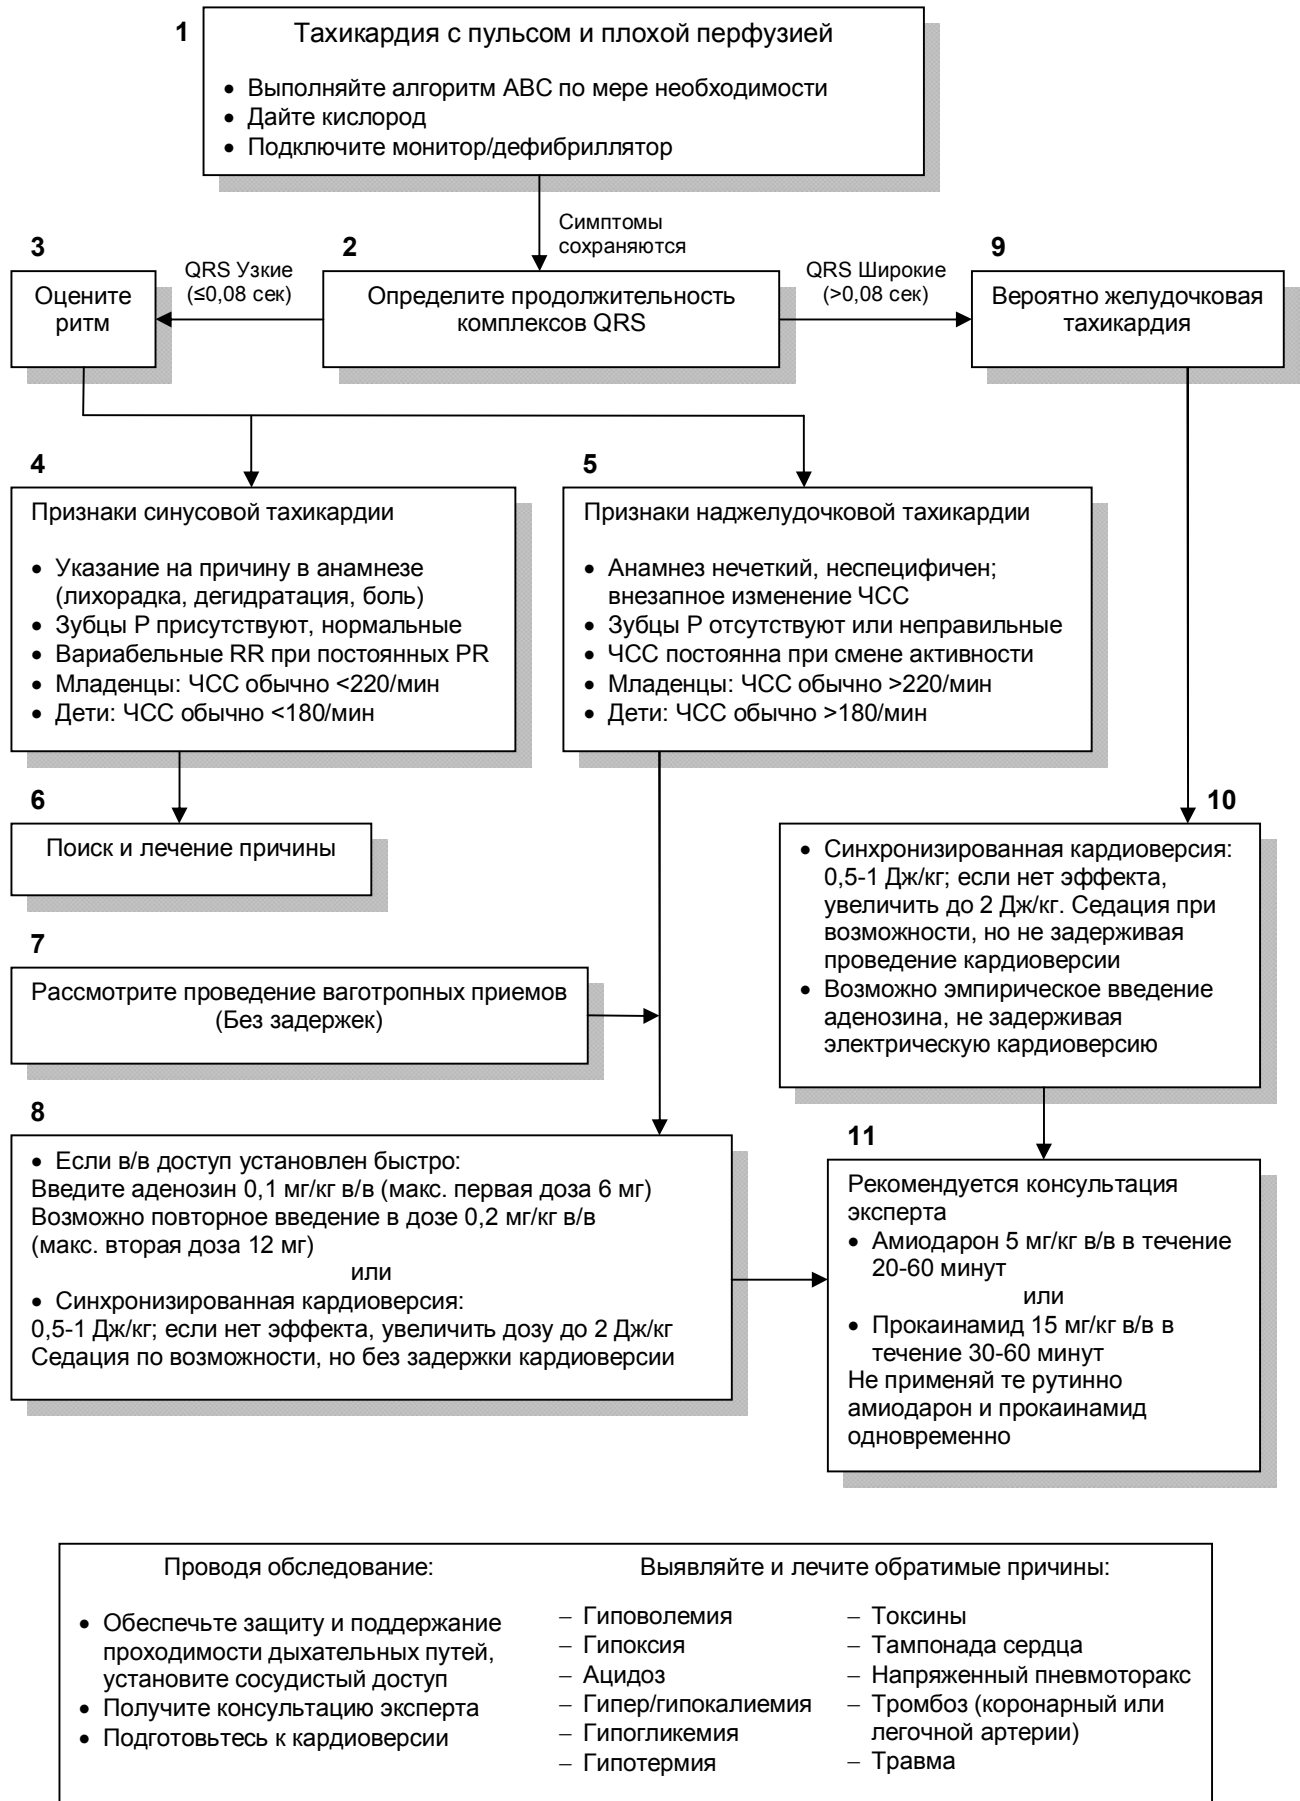 1
Тахикардия с пульсом и плохой перфузией
• Выполняйте алгоритм ABC по мере необходимости
• Дайте кислород
• Подключите монитор/дефибриллятор
Симптомы
сохраняются
3
QRS Узкие
(≤0,08 сек)
2
QRS Широкие
(>0,08 сек)
9
Оцените
ритм
Определите продолжительность
комплексов QRS
Вероятно желудочковая
тахикардия
4
Признаки синусовой тахикардии
• Указание на причину в анамнезе
(лихорадка, дегидратация, боль)
• Зубцы P присутствуют, нормальные
• Вариабельные RR при постоянных PR
• Младенцы: ЧСС обычно <220/мин
• Дети: ЧСС обычно <180/мин
5
Признаки наджелудочковой тахикардии
• Анамнез нечеткий, неспецифичен;
внезапное изменение ЧСС
• Зубцы P отсутствуют или неправильные
• ЧСС постоянна при смене активности
• Младенцы: ЧСС обычно >220/мин
• Дети: ЧСС обычно >180/мин
6
Поиск и лечение причины
10
• Синхронизированная кардиоверсия:
0,5-1 Дж/кг; если нет эффекта,
увеличить до 2 Дж/кг. Седация при
возможности, но не задерживая
проведение кардиоверсии
• Возможно эмпирическое введение
аденозина, не задерживая
электрическую кардиоверсию
7
Рассмотрите проведение ваготропных приемов
(Без задержек)
8
• Если в/в доступ установлен быстро:
Введите аденозин 0,1 мг/кг в/в (макс. первая доза 6 мг)
Возможно повторное введение в дозе 0,2 мг/кг в/в
(макс. вторая доза 12 мг)
или
• Синхронизированная кардиоверсия:
0,5-1 Дж/кг; если нет эффекта, увеличить дозу до 2 Дж/кг
Седация по возможности, но без задержки кардиоверсии
11
Рекомендуется консультация
эксперта
• Амиодарон 5 мг/кг в/в в течение
20-60 минут
или
• Прокаинамид 15 мг/кг в/в в
течение 30-60 минут
Не применяй те рутинно
амиодарон и прокаинамид
одновременно
Проводя обследование:
• Обеспечьте защиту и поддержание
проходимости дыхательных путей,
установите сосудистый доступ
• Получите консультацию эксперта
• Подготовьтесь к кардиоверсии
Выявляйте и лечите обратимые причины:
– Гиповолемия
– Гипоксия
– Ацидоз
– Гипер/гипокалиемия
– Гипогликемия
– Гипотермия
– Токсины
– Тампонада сердца
– Напряженный пневмоторакс
– Тромбоз (коронарный или
легочной артерии)
– Травма